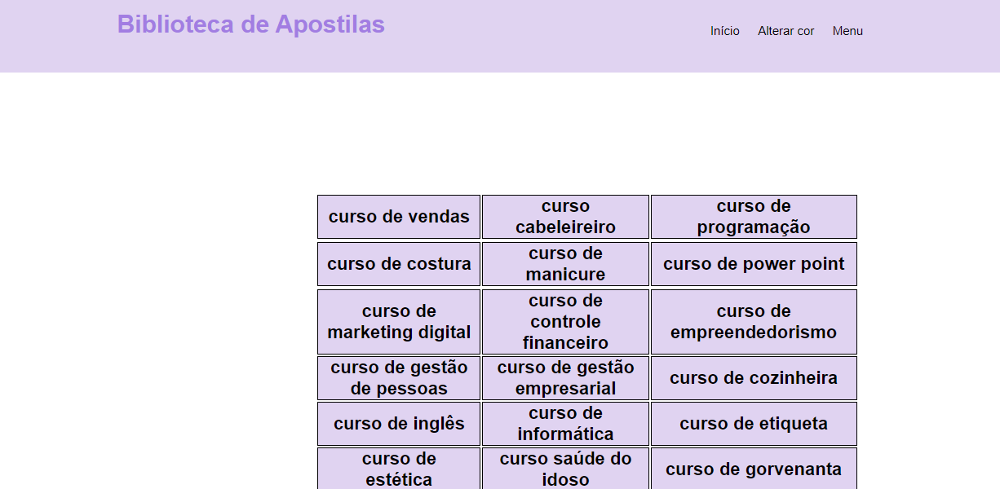 Biblioteca de Apostilas
Início Alterar cor Menu
curso de vendas
curso
cabeleireiro
curso de
programação
curso de costura
curso de
manicure
curso de power point
curso de
marketing digital
curso de
controle
financeiro
curso de
empreendedorismo
curso de gestão
de pessoas
curso de gestão
empresarial
curso de cozinheira
curso de inglês
curso de
informática
curso de etiqueta
curso de
estética
curso saúde do
idoso
curso de gorvenanta